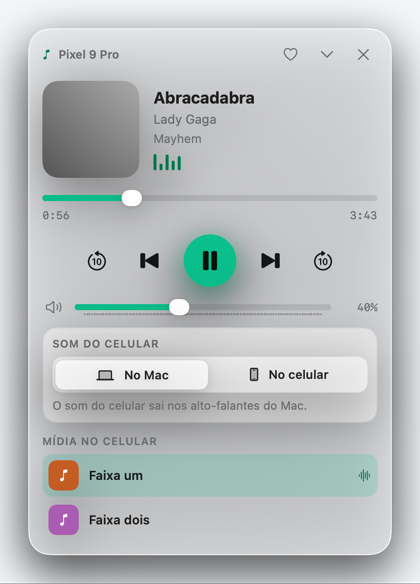 Pixel 9 Pro
Abracadabra
Lady Gaga
Mayhem
0:56 3:43
10 10
40%
SOM DO CELULAR
No Mac No celular
O som do celular sai nos alto-falantes do Mac.
MÍDIA NO CELULAR
Faixa um
Faixa dois